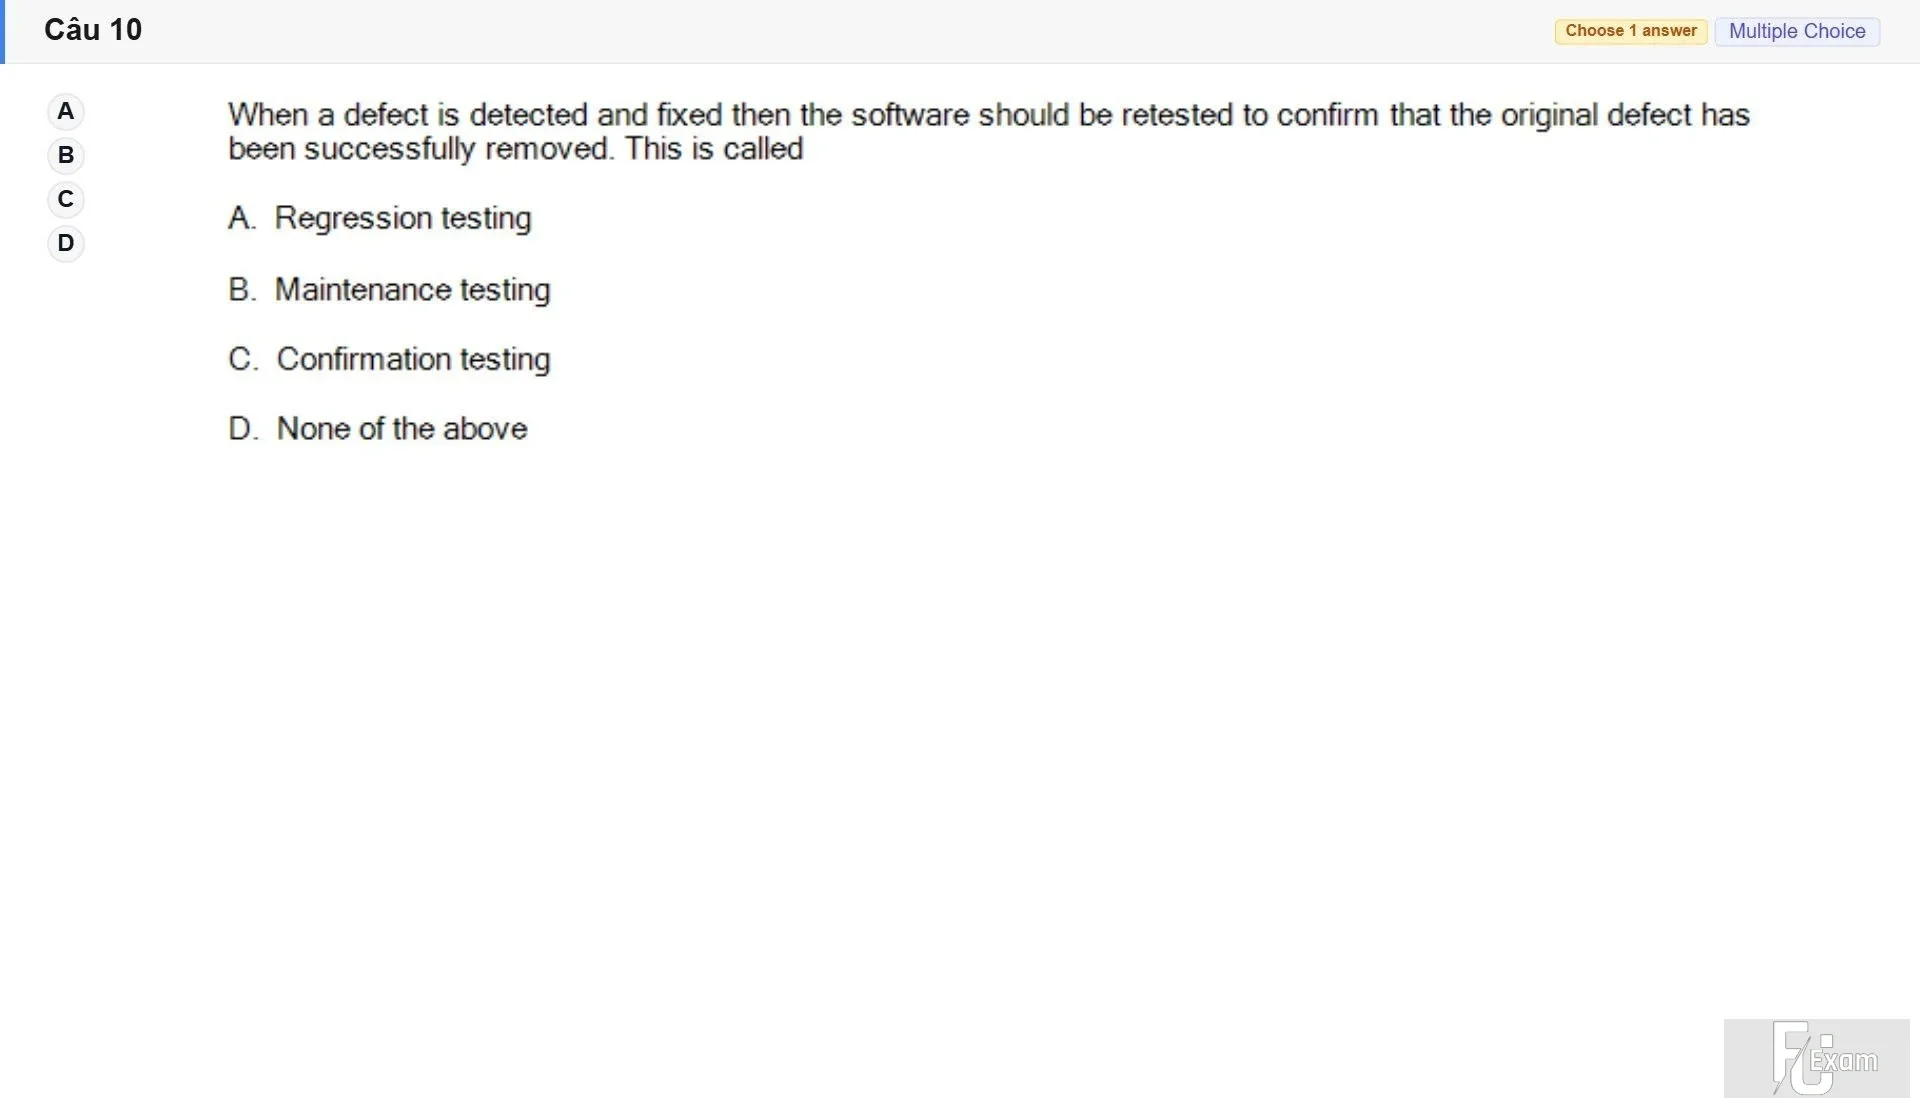 Câu 10
Choose 1 answer
Multiple Choice
A
B
C
D
When a defect is detected and fixed then the software should be retested to confirm that the original defect has
been successfully removed. This is called
A. Regression testing
B. Maintenance testing
C. Confirmation testing
D. None of the above
FU Exam